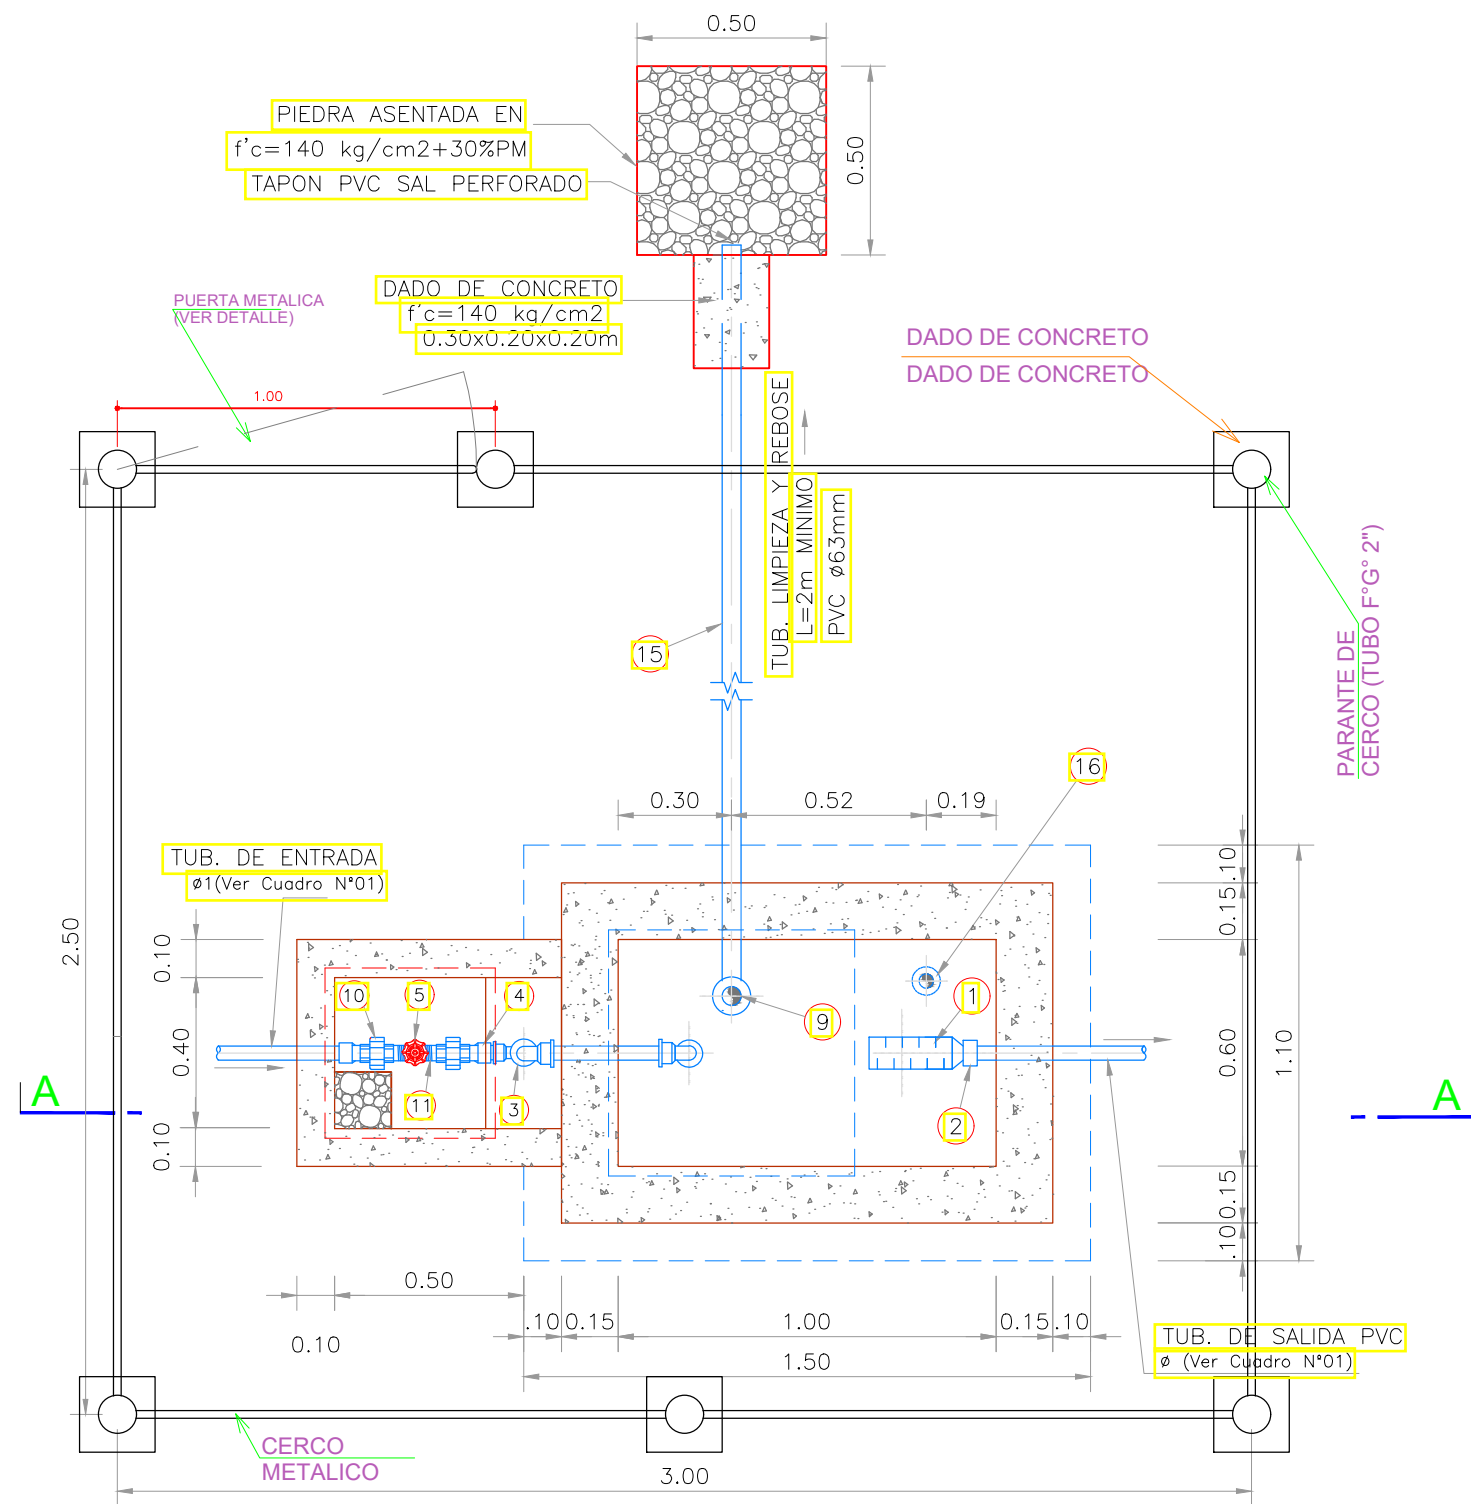 0.50
PIEDRA ASENTADA EN
f'c=140 kg/cm2+30%PM
TAPON PVC SAL PERFORADO
0.50
DADO DE CONCRETO
f'c=140 kg/cm2
0.30x0.20x0.20m
PUERTA METALICA
(VER DETALLE)
DADO DE CONCRETO
DADO DE CONCRETO
1.00
TUB. LIMPIEZA Y REBOSE
L=2m MINIMO
PVC ø63mm
PARANTE DE
CERCO (TUBO F°G° 2")
15
16
0.30
0.52
0.19
TUB. DE ENTRADA
ø1(Ver Cuadro N°01)
2.50
0.10
0.40
0.10
10
5
4
9
1
11
3
2
.10
0.15
0.60
0.15
.10
1.10
A
A
0.50
0.10
.10
0.15
1.00
0.15
.10
1.50
TUB. DE SALIDA PVC
ø (Ver Cuadro N°01)
CERCO
METALICO
3.00